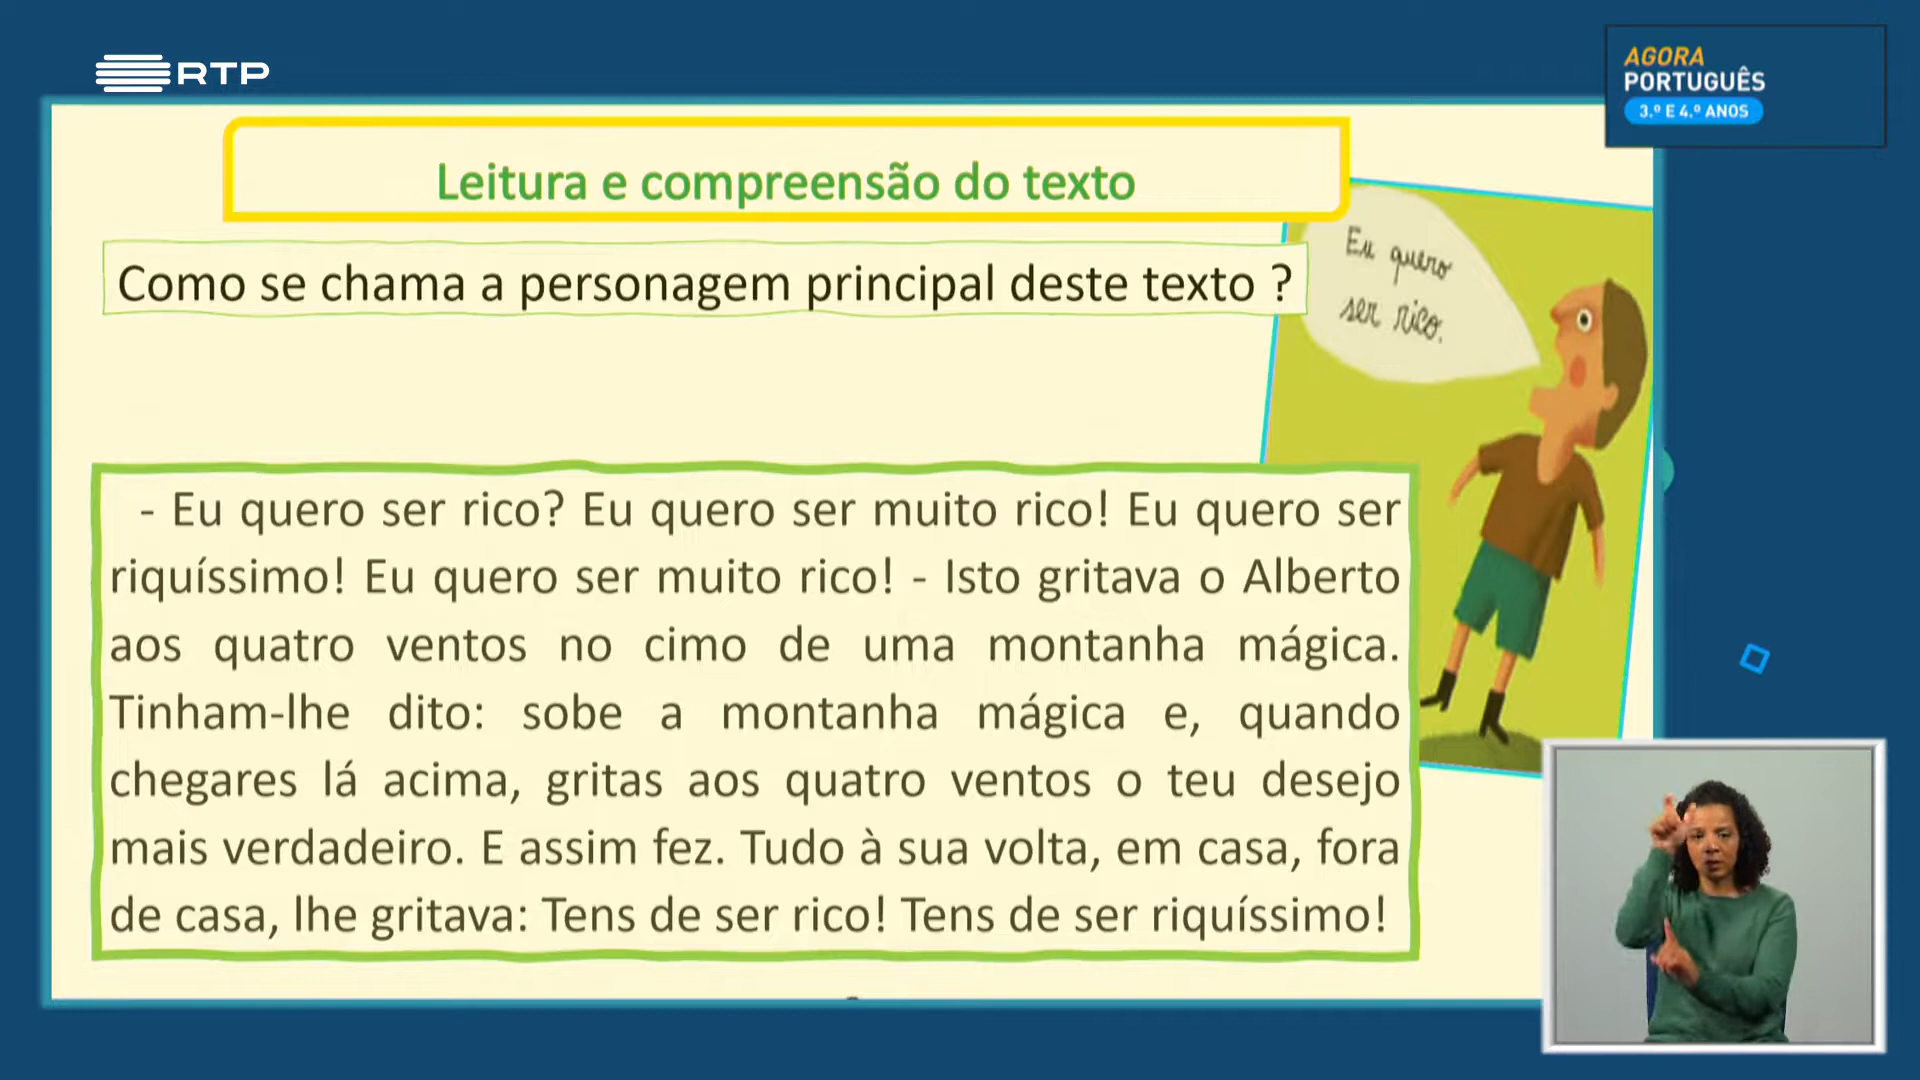 RTP
AGORA
PORTUGUÊS
3.º E 4.º ANOS
Leitura e compreensão do texto
Como se chama a personagem principal deste texto ?
Eu quero
ser rico.
- Eu quero ser rico? Eu quero ser muito rico! Eu quero ser
riquíssimo! Eu quero ser muito rico! - Isto gritava o Alberto
aos quatro ventos no cimo de uma montanha mágica.
Tinham-lhe dito: sobe a montanha mágica e, quando
chegares lá acima, gritas aos quatro ventos o teu desejo
mais verdadeiro. E assim fez. Tudo à sua volta, em casa, fora
de casa, lhe gritava: Tens de ser rico! Tens de ser riquíssimo!